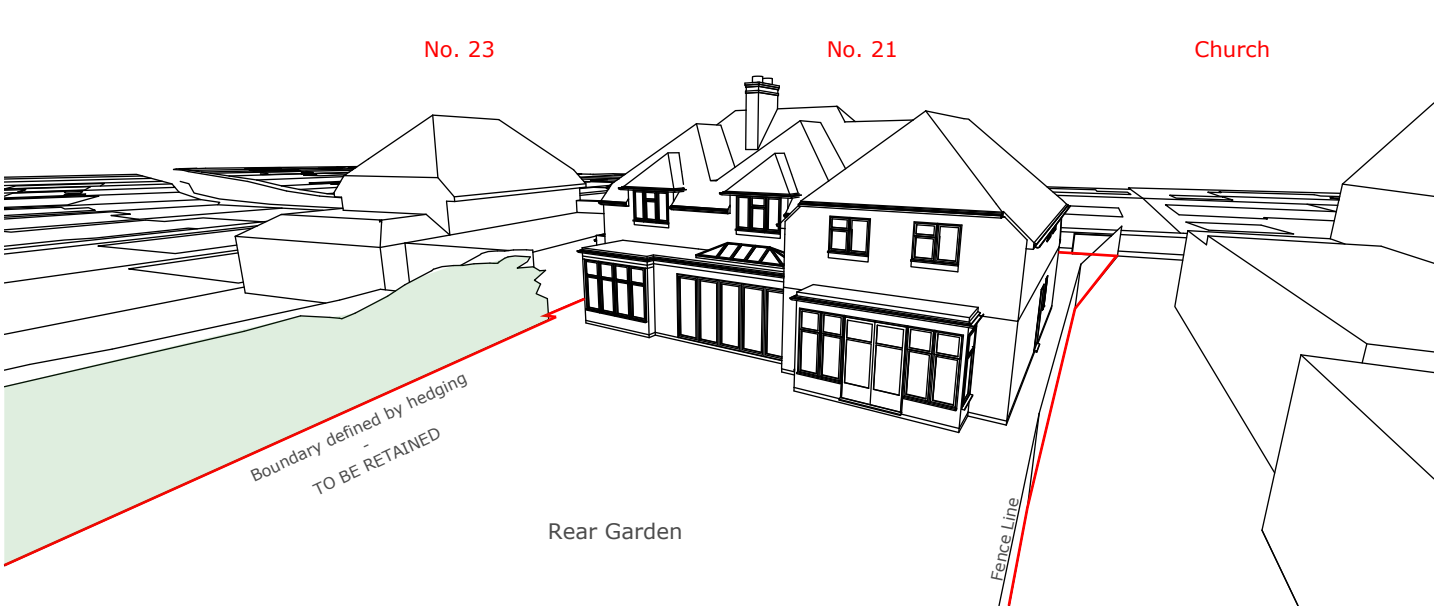 No. 23
No. 21
Church
Boundary defined by hedging
-
TO BE RETAINED
Rear Garden
Fence Line